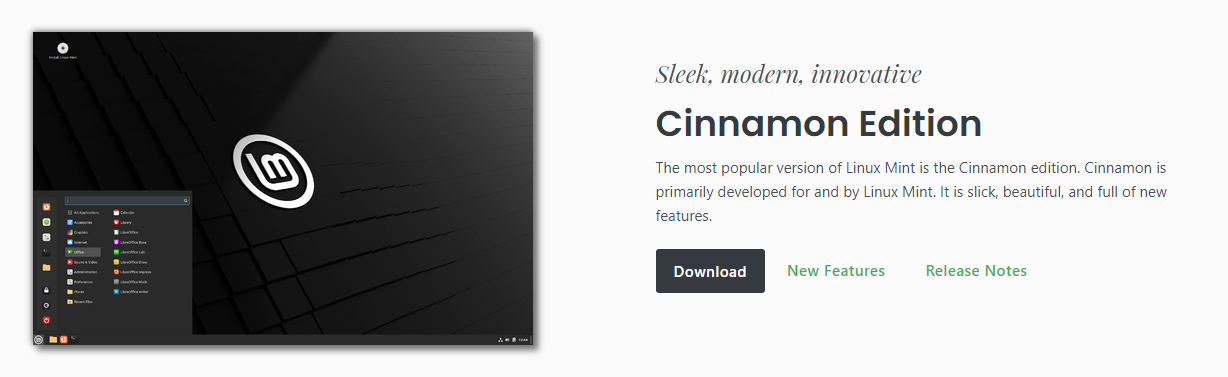 Install Linux Mint
All Applications
Accessories
Graphics
Internet
Office
Sound & Video
Administration
Preferences
Places
Recent Files
Calendar
Library
LibreOffice
LibreOffice Base
LibreOffice Calc
LibreOffice Draw
LibreOffice Impress
LibreOffice Math
LibreOffice Writer
Sleek, modern, innovative
Cinnamon Edition
The most popular version of Linux Mint is the Cinnamon edition. Cinnamon is
primarily developed for and by Linux Mint. It is slick, beautiful, and full of new
features.
Download
New Features
Release Notes